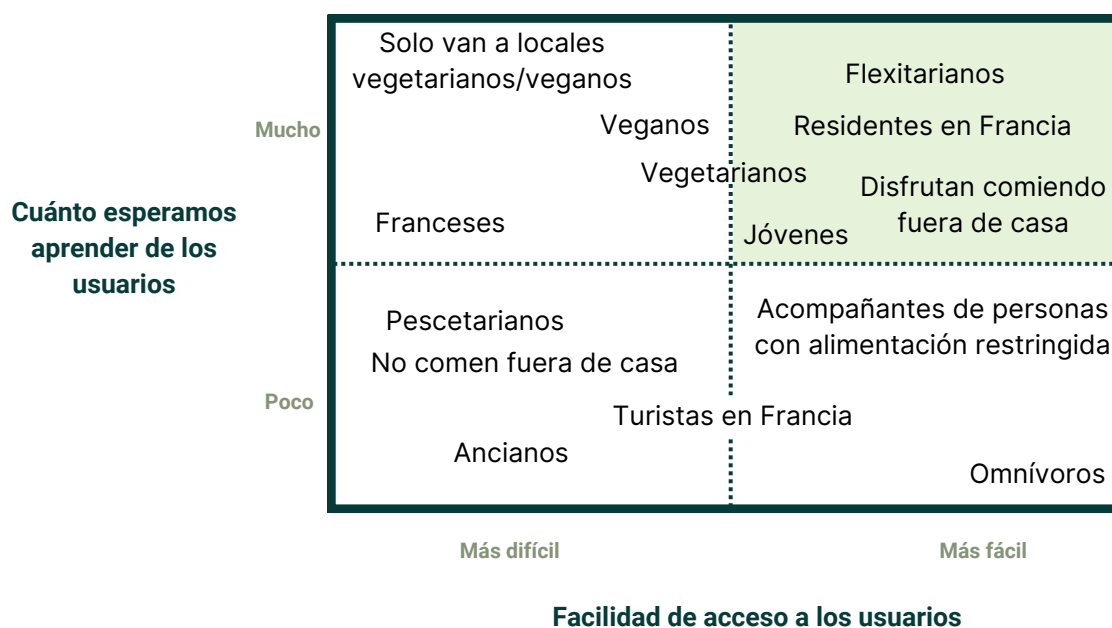 Solo van a locales
vegetarianos/veganos
Flexitarianos
Mucho
Veganos
Residentes en Francia
Vegetarianos
Disfrutan comiendo
fuera de casa
Cuánto esperamos
aprender de los
usuarios
Franceses
Jóvenes
Pescetarianos
No comen fuera de casa
Acompañantes de personas
con alimentación restringida
Poco
Turistas en Francia
Ancianos
Omnívoros
Más difícil
Más fácil
Facilidad de acceso a los usuarios